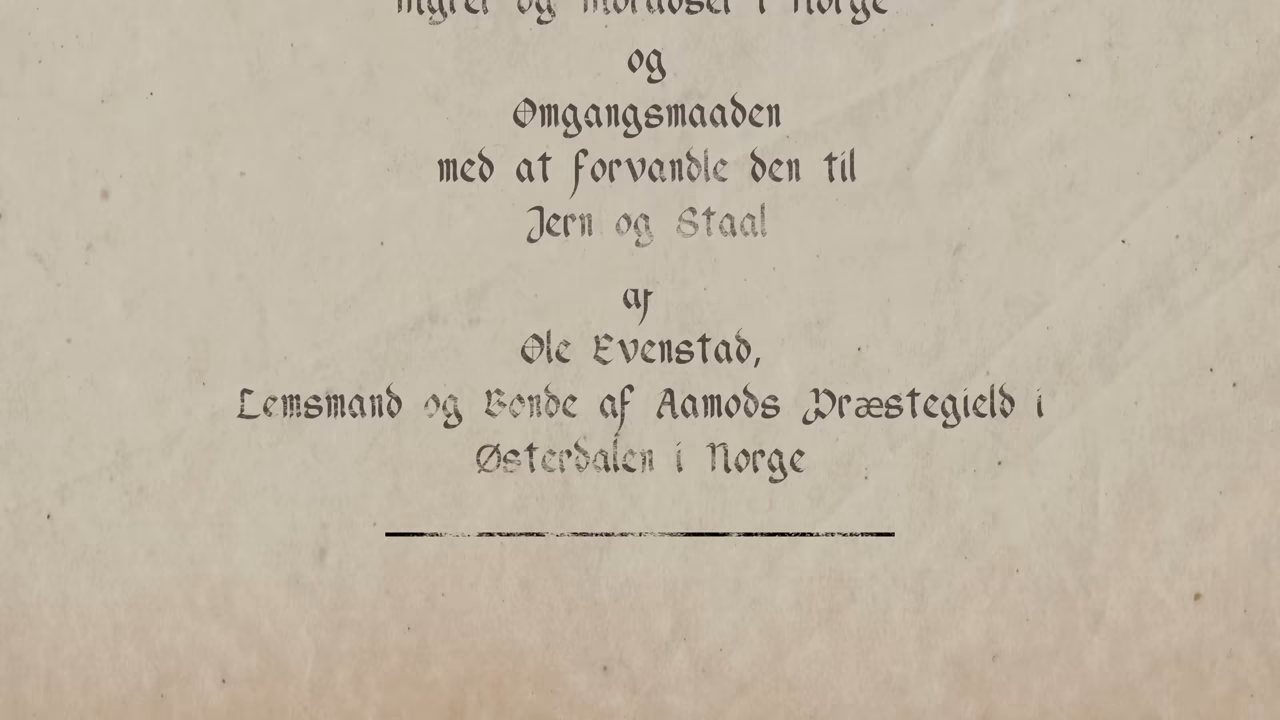 og
Omgangsmaaden
med at forvandle den til
Jern og Staal
af
Ole Evenstad,
Lemsmand og Bonde af Aamods Præstegield i
Østerdalen i Norge